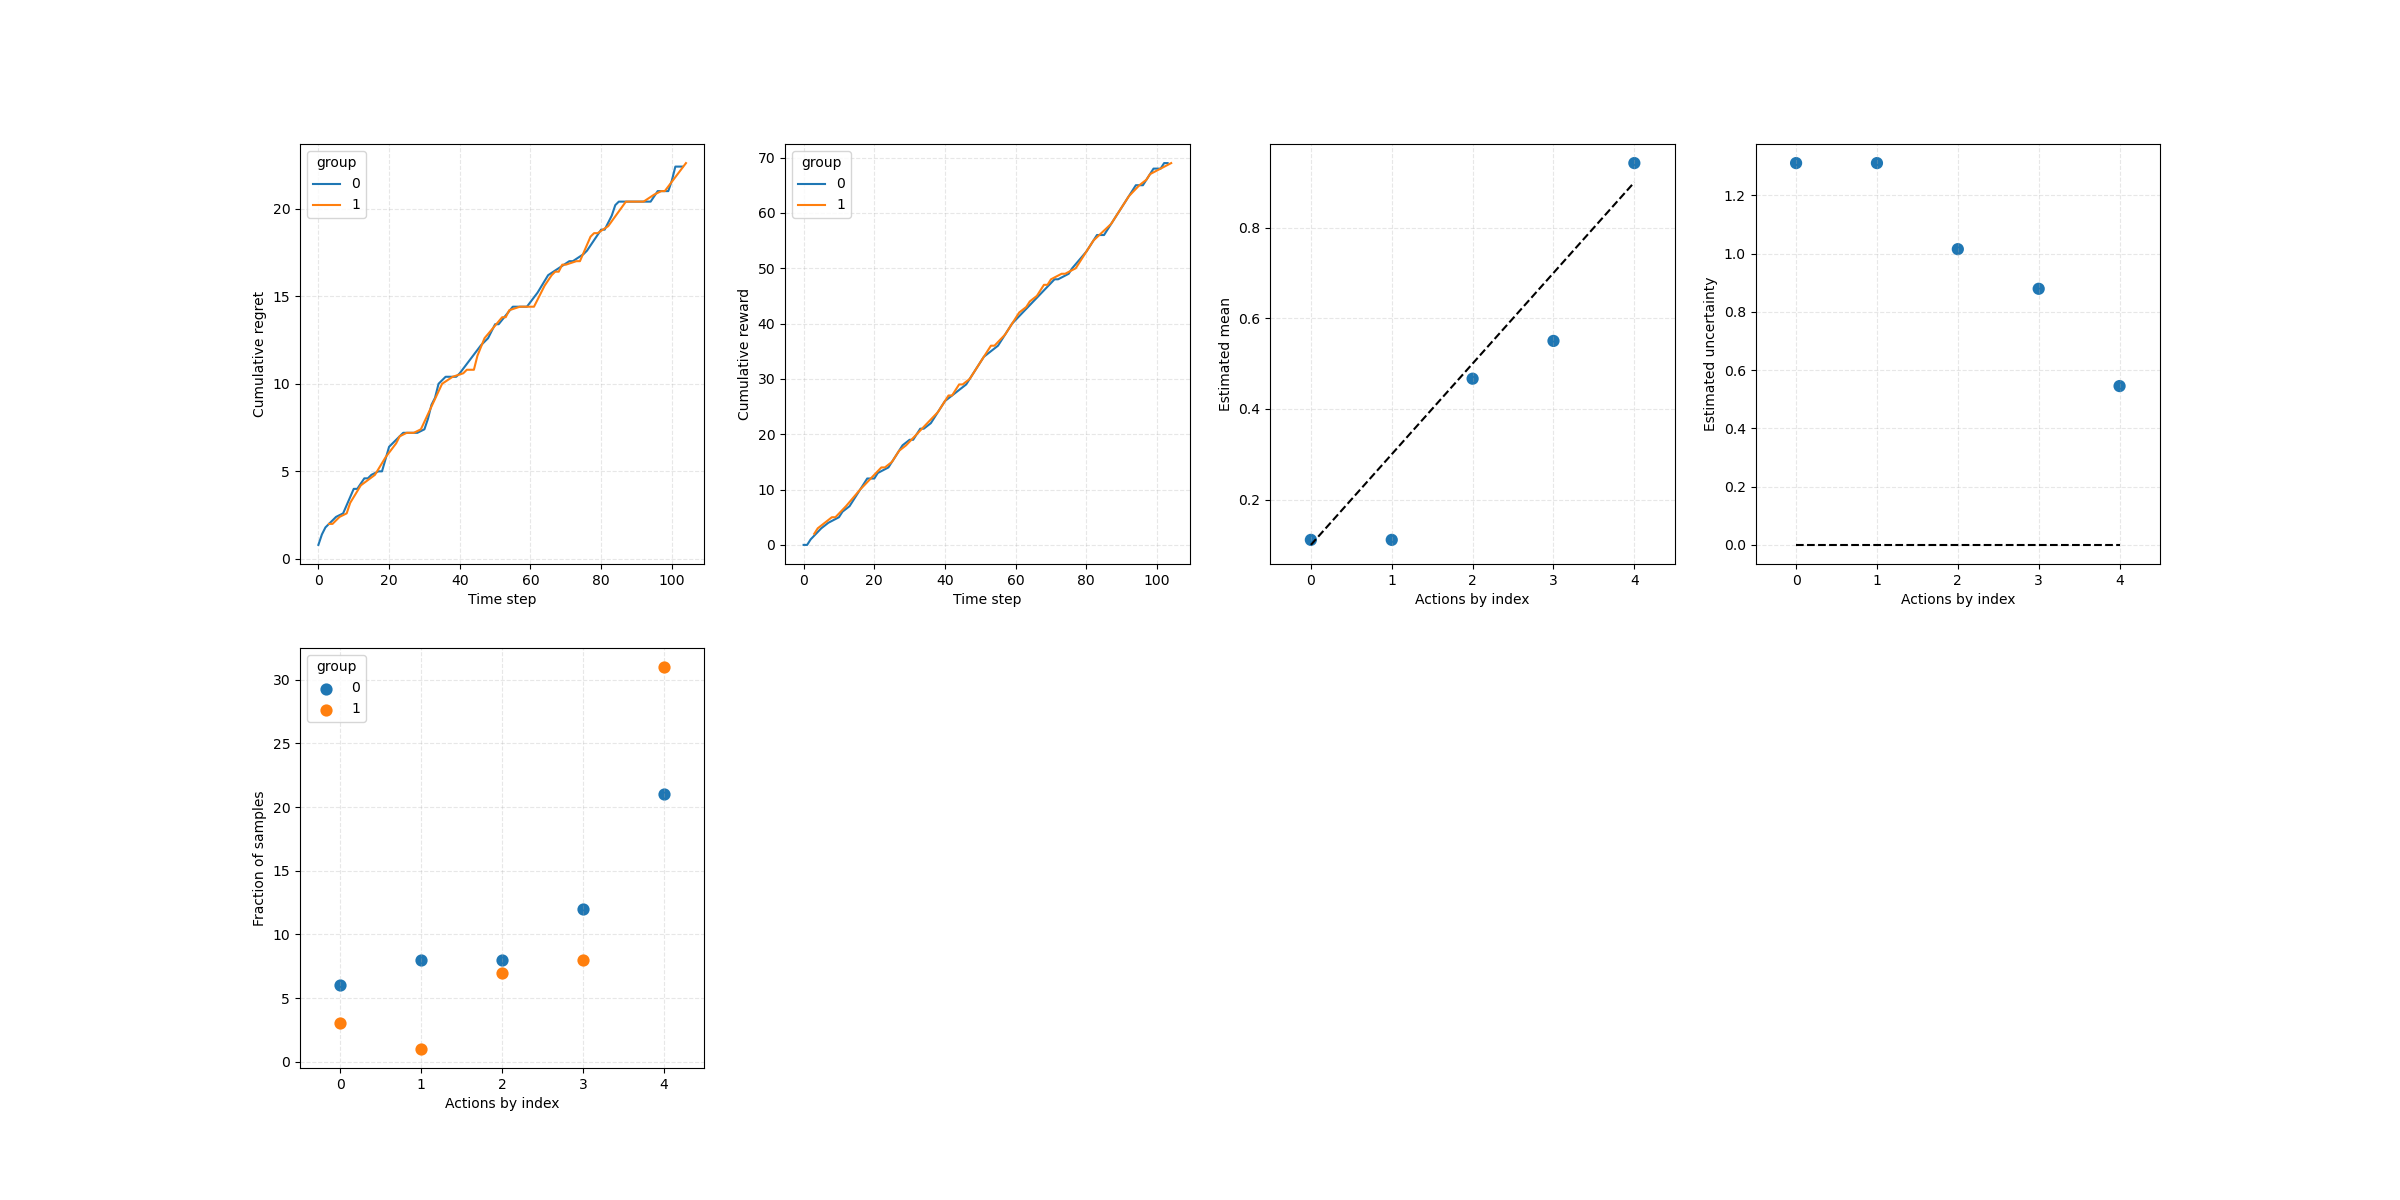 group
0
1
Cumulative regret
20
15
10
5
0
0 20 40 60 80 100
Time step
group
0
1
Cumulative reward
70
60
50
40
30
20
10
0
0 20 40 60 80 100
Time step
Estimated mean
0.8
0.6
0.4
0.2
0 1 2 3 4
Actions by index
Estimated uncertainty
1.2
1.0
0.8
0.6
0.4
0.2
0.0
0 1 2 3 4
Actions by index
group
0
1
Fraction of samples
30
25
20
15
10
5
0
0 1 2 3 4
Actions by index